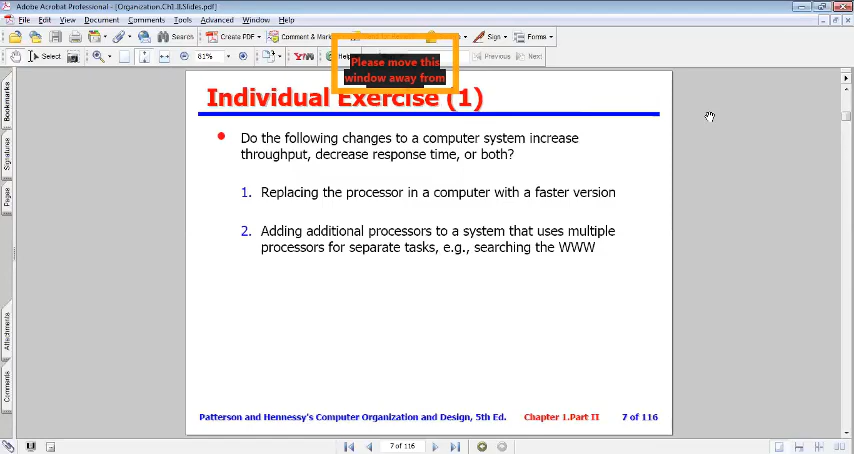 Adobe Acrobat Professional - [Organization.Ch1.II.Slides.pdf]
File Edit View Document Comments Tools Advanced Window Help
Create PDF Comment & Mark Sign Forms
Select 81% Help Previous Next
Search
Please move this
window away from
Bookmarks
Signatures
Pages
Attachments
Comments
Individual Exercise (1)
Do the following changes to a computer system increase
throughput, decrease response time, or both?
1. Replacing the processor in a computer with a faster version
2. Adding additional processors to a system that uses multiple
processors for separate tasks, e.g., searching the WWW
Patterson and Hennessy's Computer Organization and Design, 5th Ed. Chapter 1.Part II 7 of 116
7 of 116